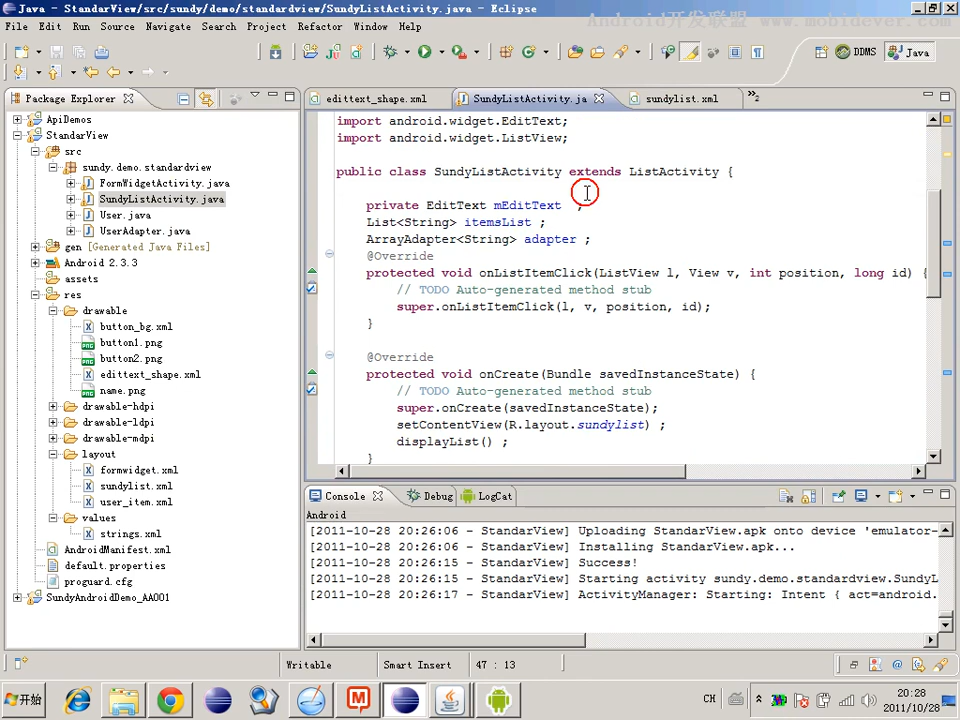 Java - StandarView/src/sundy/demo/standardview/SundyListActivity.java - Eclipse
Android开发联盟 www.mobidever.com
File Edit Run Source Navigate Search Project Refactor Window Help
DDMS Java
Package Explorer
edittext_shape.xml SundyListActivity.ja sundylist.xml »2
ApiDemos
StandarView
src
sundy.demo.standardview
FormWidgetActivity.java
SundyListActivity.java
User.java
UserAdapter.java
gen [Generated Java Files]
Android 2.3.3
assets
res
drawable
button_bg.xml
button1.png
button2.png
edittext_shape.xml
name.png
drawable-hdpi
drawable-ldpi
drawable-mdpi
layout
formwidget.xml
sundylist.xml
user_item.xml
values
strings.xml
AndroidManifest.xml
default.properties
proguard.cfg
SundyAndroidDemo_AA001
import android.widget.EditText;
import android.widget.ListView;
public class SundyListActivity extends ListActivity {
private EditText mEditText ;
List<String> itemsList ;
ArrayAdapter<String> adapter ;
@Override
protected void onListItemClick(ListView l, View v, int position, long id) {
// TODO Auto-generated method stub
super.onListItemClick(l, v, position, id);
}
@Override
protected void onCreate(Bundle savedInstanceState) {
// TODO Auto-generated method stub
super.onCreate(savedInstanceState);
setContentView(R.layout.sundylist) ;
displayList() ;
}
Console Debug LogCat
Android
[2011-10-28 20:26:06 - StandarView] Uploading StandarView.apk onto device 'emulator-
[2011-10-28 20:26:06 - StandarView] Installing StandarView.apk...
[2011-10-28 20:26:15 - StandarView] Success!
[2011-10-28 20:26:15 - StandarView] Starting activity sundy.demo.standardview.SundyL
[2011-10-28 20:26:17 - StandarView] ActivityManager: Starting: Intent { act=android.
Writable Smart Insert 47 : 13
开始
CH
20:28
2011/10/28